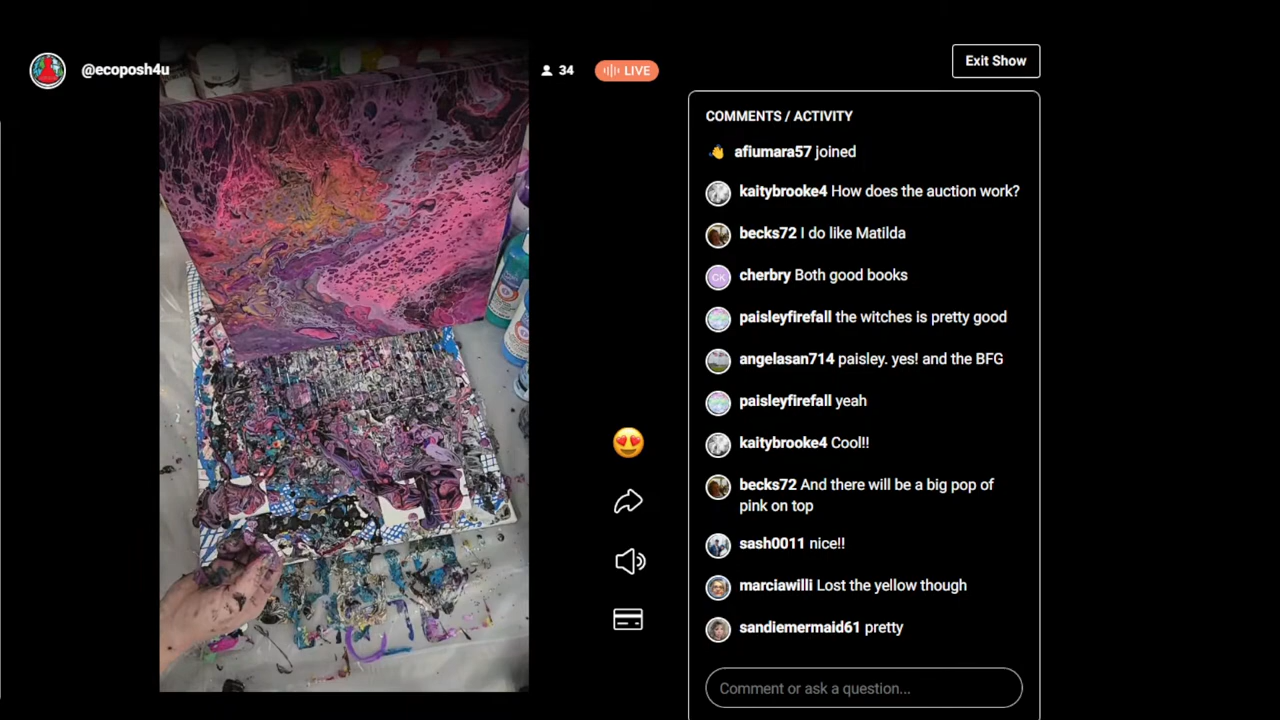 @ecoposh4u
34
LIVE
Exit Show
COMMENTS / ACTIVITY
afiumara57 joined
kaitybrooke4 How does the auction work?
becks72 I do like Matilda
CK
cherbry Both good books
paisleyfirefall the witches is pretty good
angelasan714 paisley. yes! and the BFG
paisleyfirefall yeah
kaitybrooke4 Cool!!
becks72 And there will be a big pop of
pink on top
sash0011 nice!!
marciawilli Lost the yellow though
sandiemermaid61 pretty
Comment or ask a question...